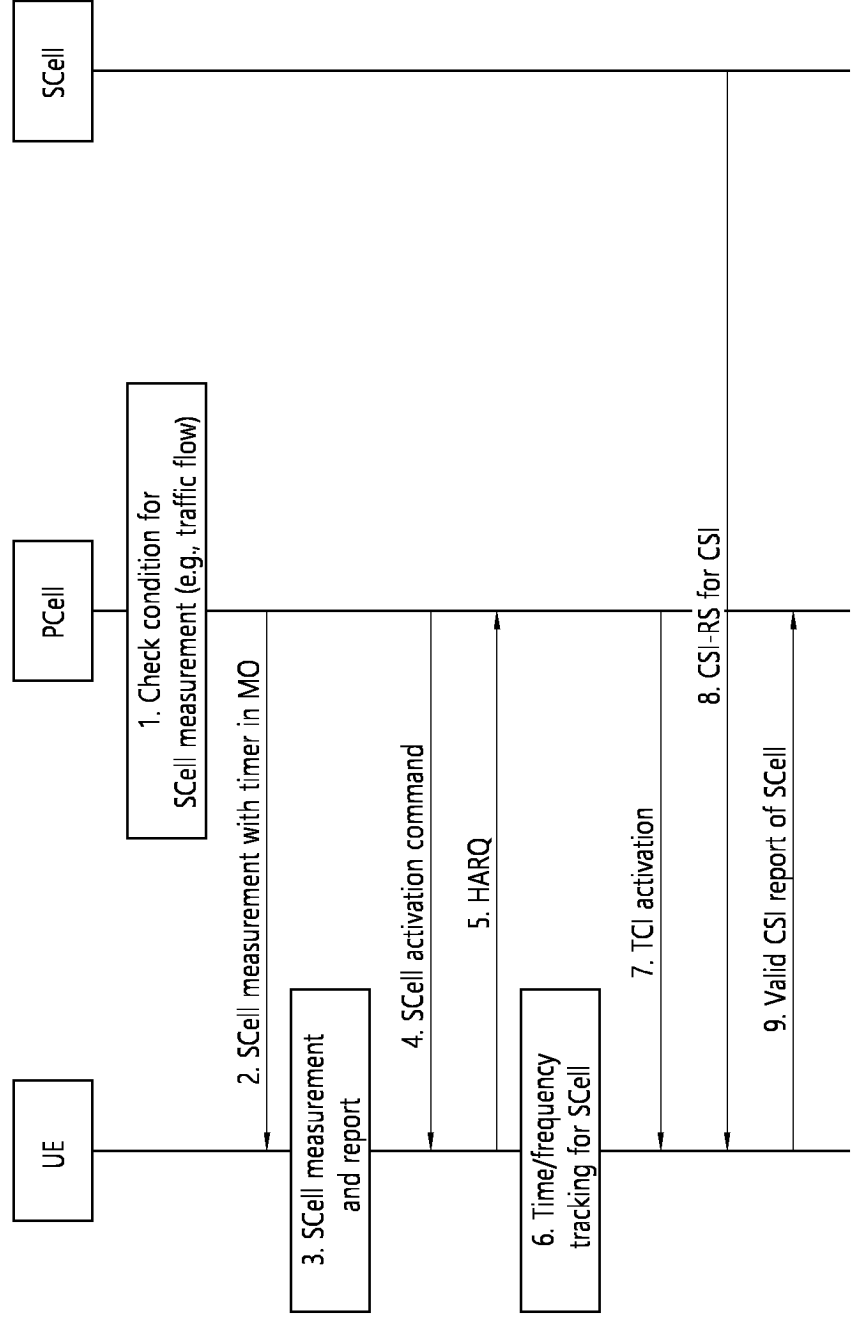 UE
PCell
SCell
1. Check condition for
SCell measurement (e.g., traffic flow)
2. SCell measurement with timer in MO
3. SCell measurement
and report
4. SCell activation command
5. HARQ
6. Time/frequency
tracking for SCell
7. TCI activation
8. CSI-RS for CSI
9. Valid CSI report of SCell